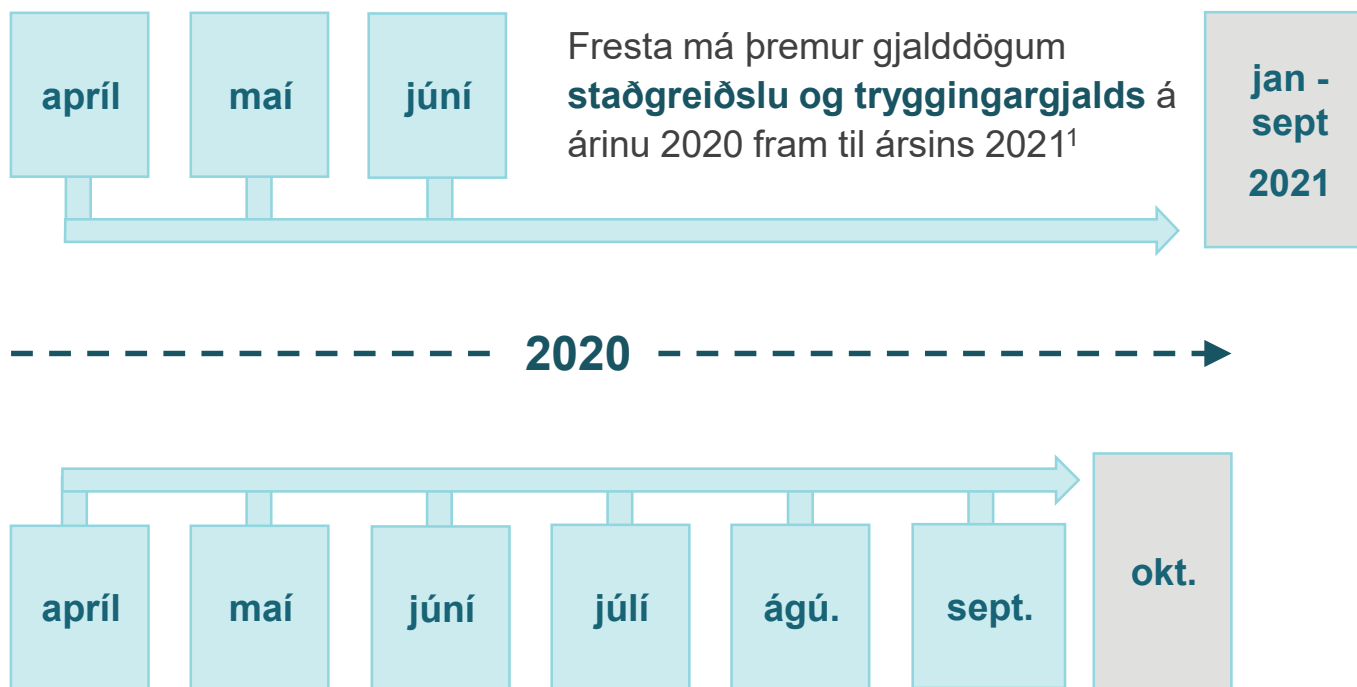 apríl
maí
júní
Fresta má þremur gjalddögum
staðgreiðslu og tryggingargjalds á
árinu 2020 fram til ársins 2021¹
jan -
sept
2021
2020
apríl
maí
júní
júlí
ágú.
sept.
okt.